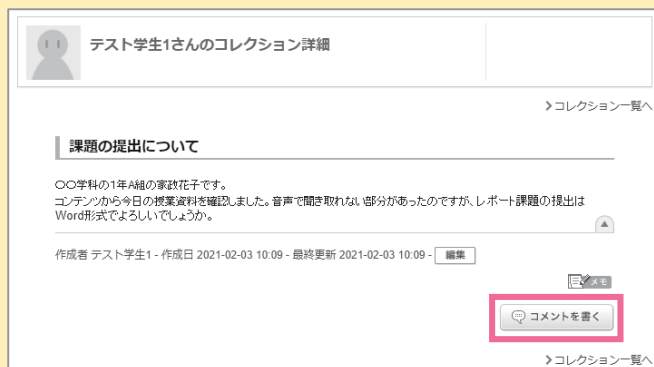 テスト学生1さんのコレクション詳細
コレクション一覧へ
課題の提出について
〇〇学科の1年A組の家政花子です。
コンテンツから今日の授業資料を確認しました。音声で聞き取れない部分があったのですが、レポート課題の提出は
Word形式でよろしいでしょうか。
作成者 テスト学生1 - 作成日 2021-02-03 10:09 - 最終更新 2021-02-03 10:09 - 編集
メモ
コメントを書く
コレクション一覧へ